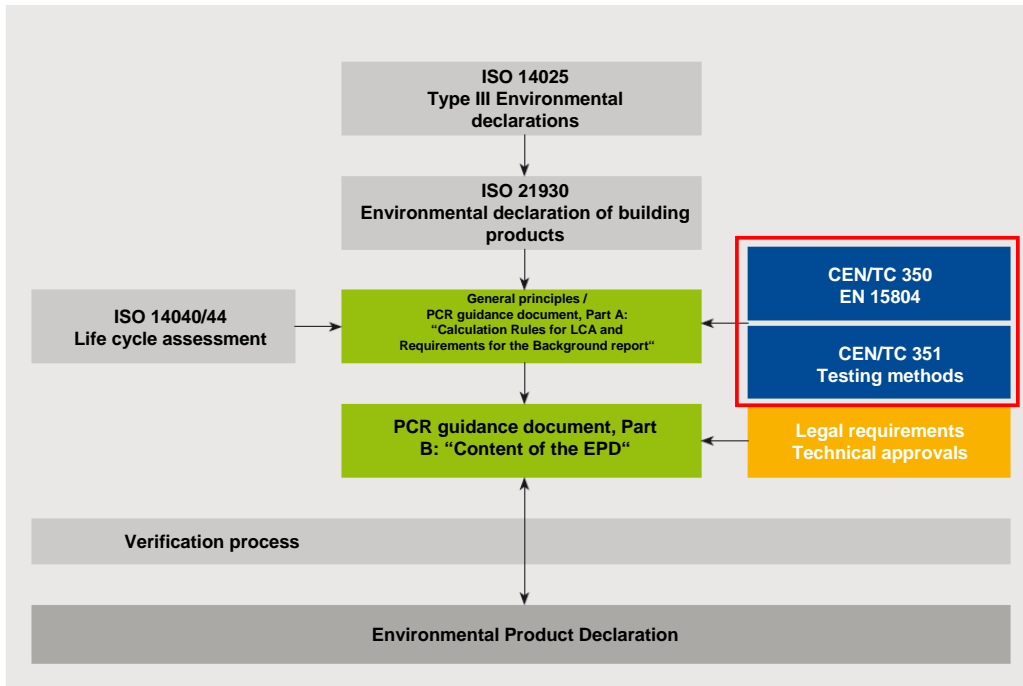 ISO 14025
Type III Environmental
declarations
ISO 21930
Environmental declaration of building
products
CEN/TC 350
EN 15804
General principles /
PCR guidance document, Part A:
“Calculation Rules for LCA and
Requirements for the Background report“
ISO 14040/44
Life cycle assessment
CEN/TC 351
Testing methods
PCR guidance document, Part
B: “Content of the EPD“
Legal requirements
Technical approvals
Verification process
Environmental Product Declaration